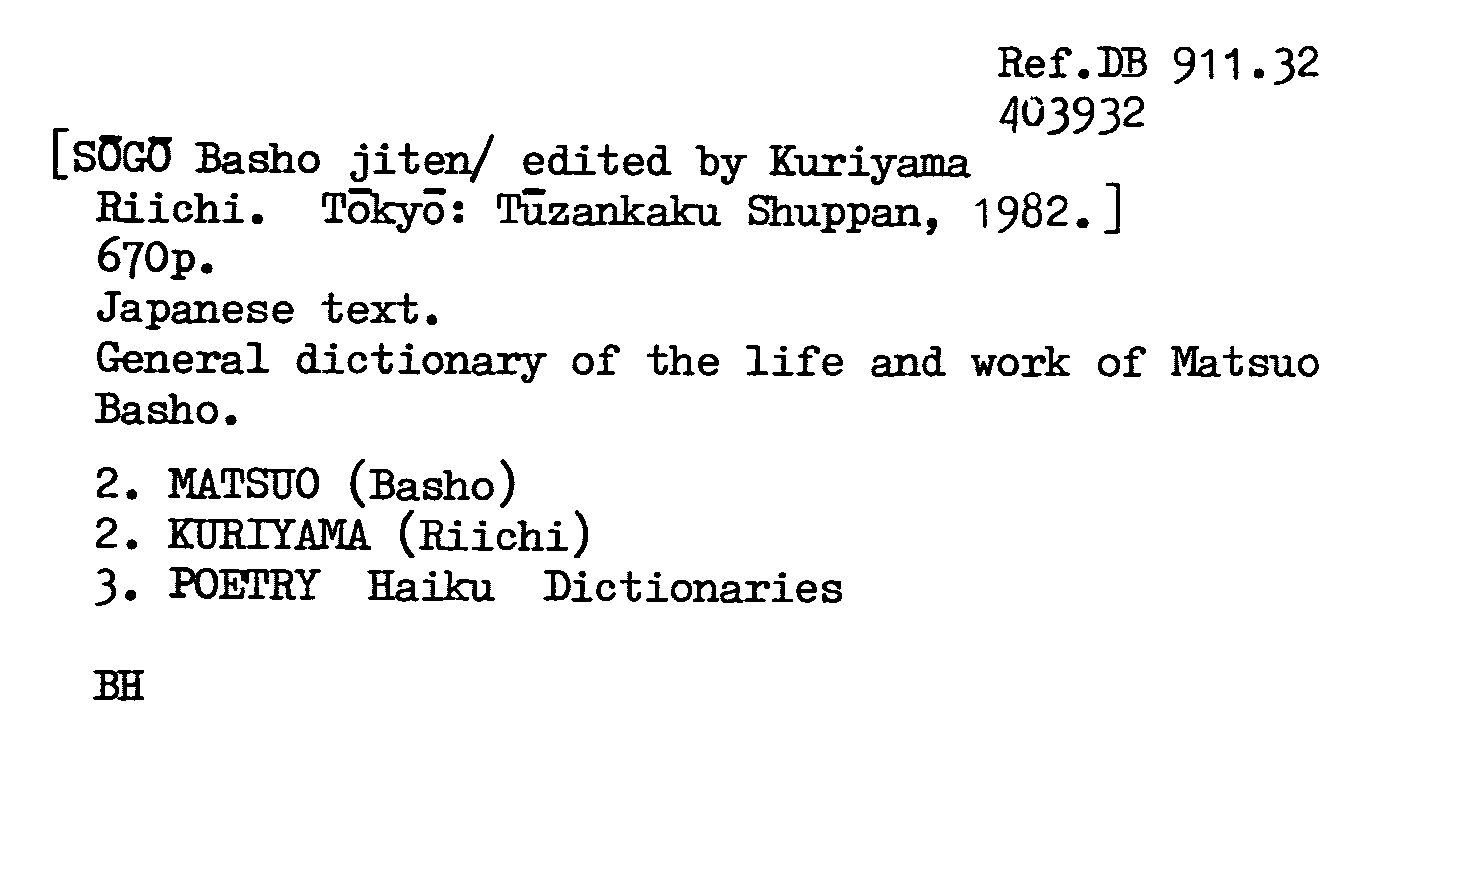 Ref.DB 911.32
403932
[SŌGŌ Basho jiten/ edited by Kuriyama
Riichi. Tōkyō: Tūzankaku Shuppan, 1982.]
670p.
Japanese text.
General dictionary of the life and work of Matsuo
Basho.
2. MATSUO (Basho)
2. KURIYAMA (Riichi)
3. POETRY Haiku Dictionaries
BH